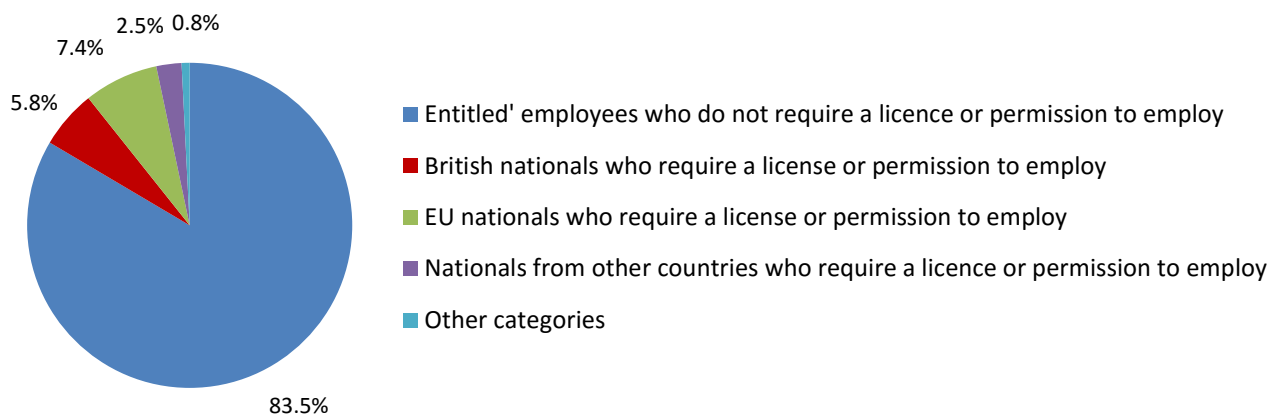 2.5% 0.8%
7.4%
5.8%
83.5%
Entitled' employees who do not require a licence or permission to employ
British nationals who require a license or permission to employ
EU nationals who require a license or permission to employ
Nationals from other countries who require a licence or permission to employ
Other categories